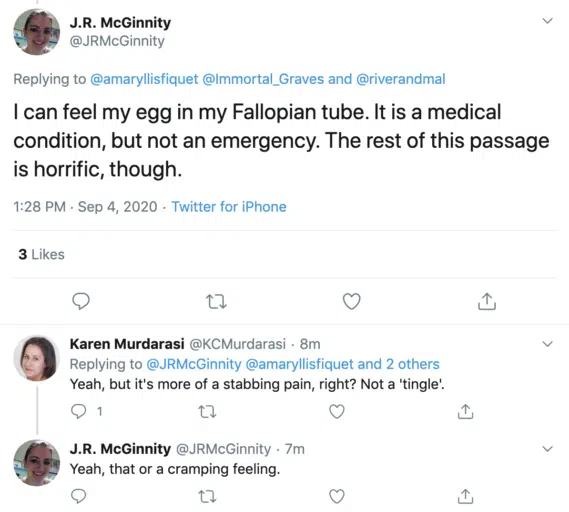 J.R. McGinnity
@JRMcGinnity
Replying to @amaryllisfiquet @Immortal_Graves and @riverandmal
I can feel my egg in my Fallopian tube. It is a medical
condition, but not an emergency. The rest of this passage
is horrific, though.
1:28 PM · Sep 4, 2020 · Twitter for iPhone
3 Likes
Karen Murdarasi @KCMurdarasi · 8m
Replying to @JRMcGinnity @amaryllisfiquet and 2 others
Yeah, but it's more of a stabbing pain, right? Not a 'tingle'.
1
J.R. McGinnity @JRMcGinnity · 7m
Yeah, that or a cramping feeling.